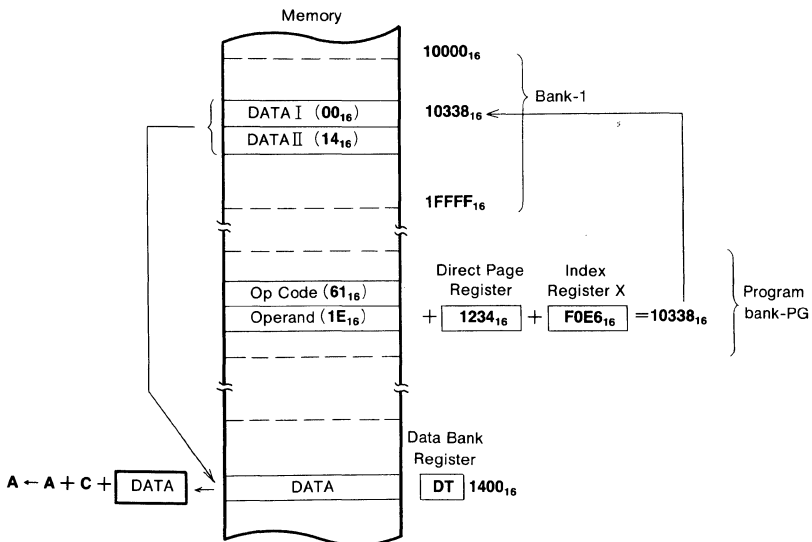 Memory
10000₁₆
Bank-1
DATA I (00₁₆)
10338₁₆
DATA II (14₁₆)
1FFFF₁₆
Direct Page Register
Index Register X
Program bank-PG
Op Code (61₁₆)
Operand (1E₁₆)
+ 1234₁₆ + F0E6₁₆ = 10338₁₆
Data Bank Register
A ← A + C + DATA
DATA
DT 1400₁₆